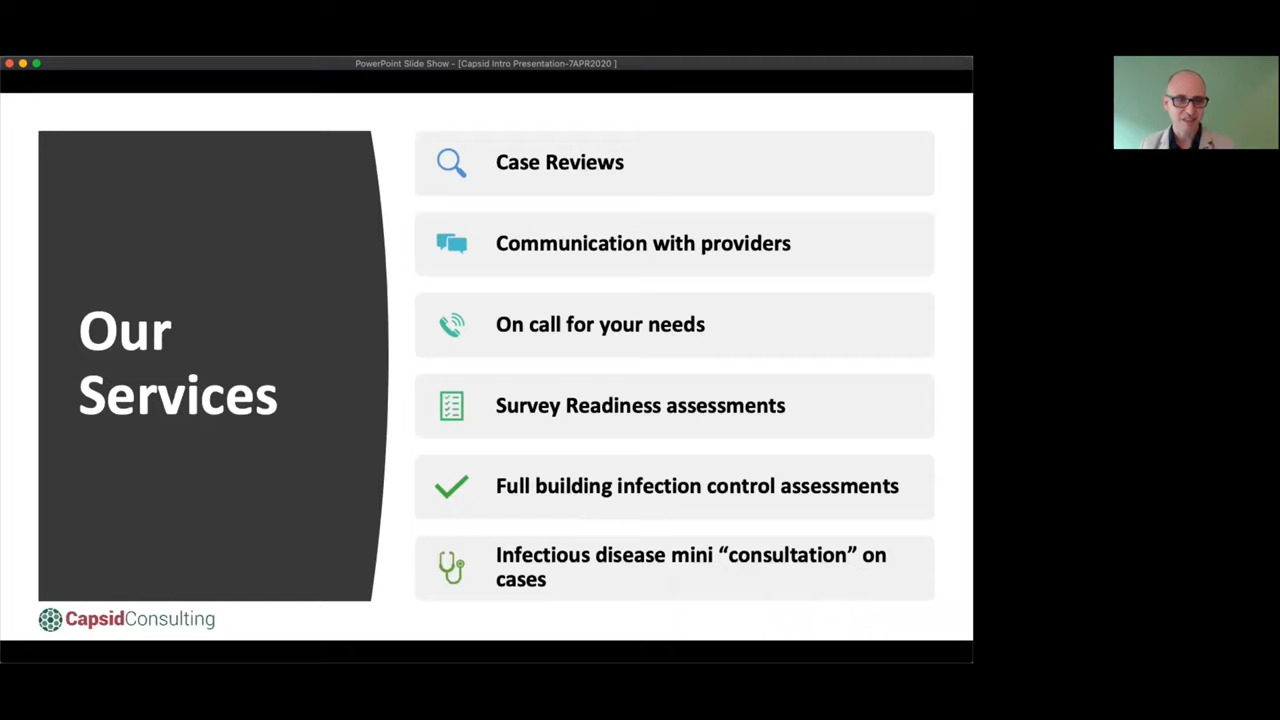 PowerPoint Slide Show - [Capsid Intro Presentation-7APR2020 ]
Our
Services
Case Reviews
Communication with providers
On call for your needs
Survey Readiness assessments
Full building infection control assessments
Infectious disease mini “consultation” on
cases
CapsidConsulting